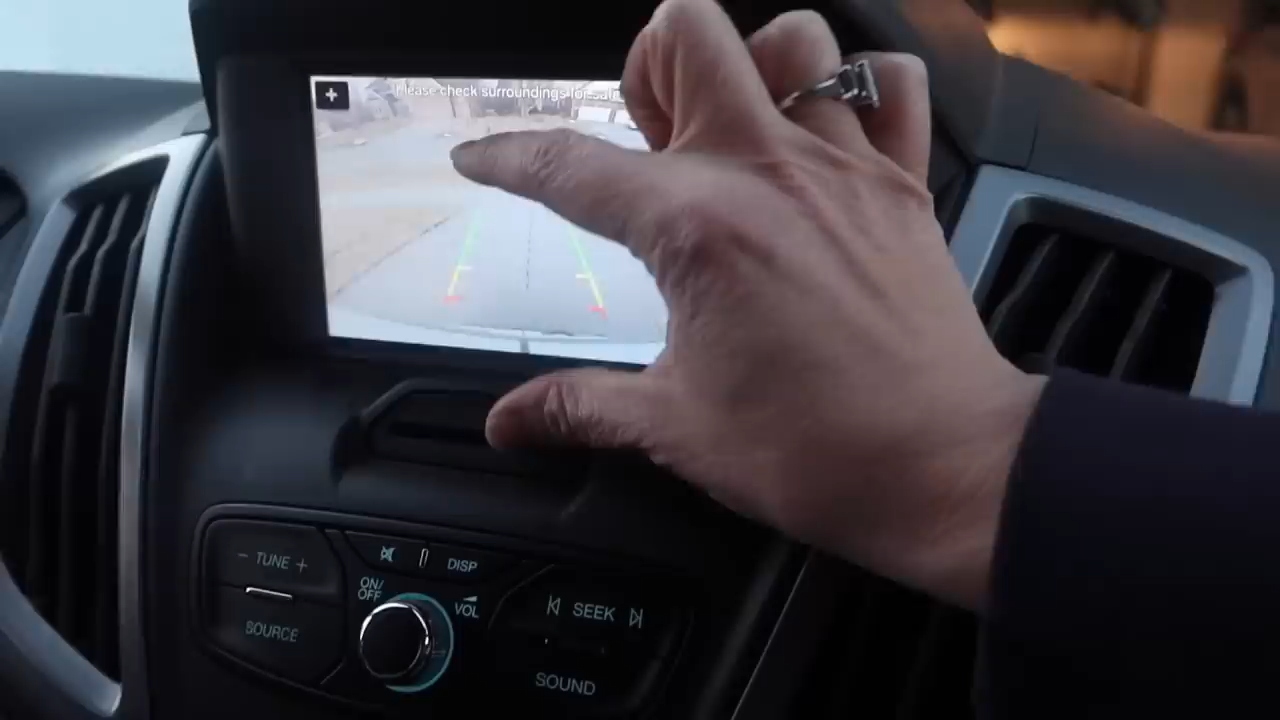 Please check surroundings for
- TUNE +
DISP
ON/
OFF
VOL
SEEK
SOURCE
SOUND